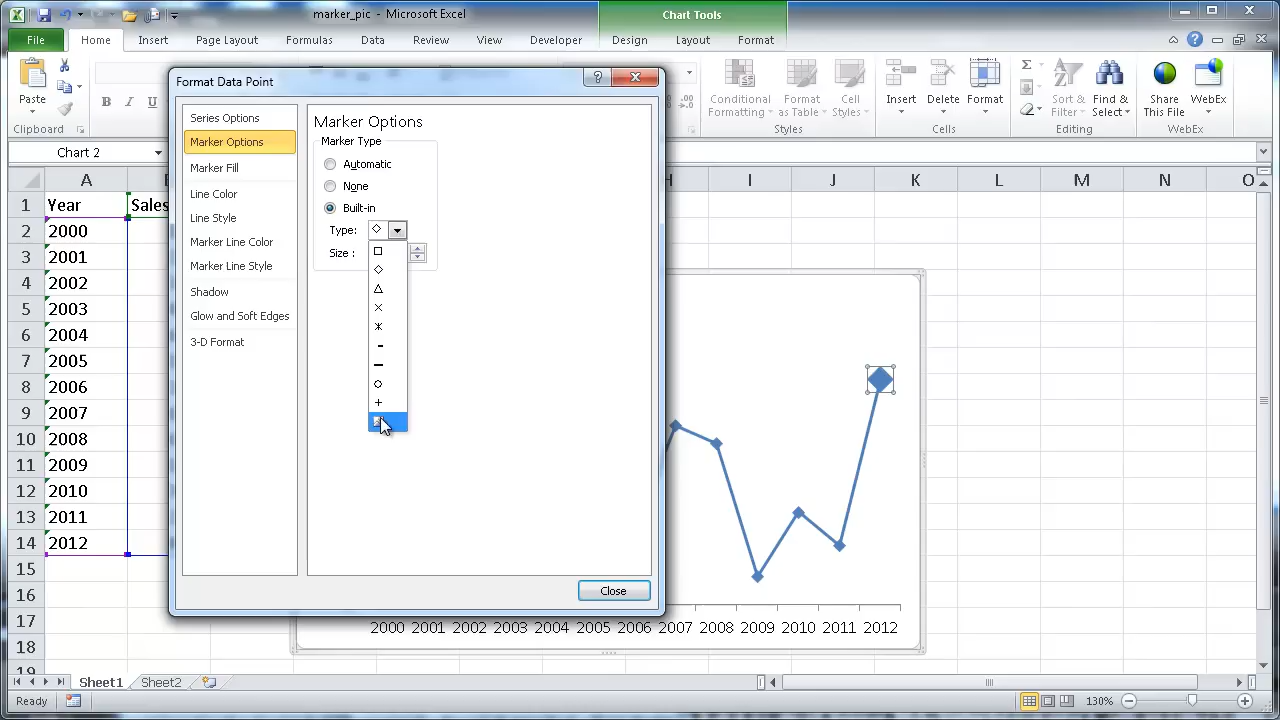 marker_pic - Microsoft Excel
Chart Tools
File Home Insert Page Layout Formulas Data Review View Developer Design Layout Format
Paste
B I U
Conditional Formatting
Format as Table
Cell Styles
Insert
Delete
Format
Sort & Filter
Find & Select
Share This File
WebEx
Clipboard
Styles
Cells
Editing
WebEx
Chart 2
A H I J K L M N O
1 Year Sales
2 2000
3 2001
4 2002
5 2003
6 2004
7 2005
8 2006
9 2007
10 2008
11 2009
12 2010
13 2011
14 2012
15
16
17
18
19
Format Data Point
Series Options
Marker Options
Marker Fill
Line Color
Line Style
Marker Line Color
Marker Line Style
Shadow
Glow and Soft Edges
3-D Format
Marker Options
Marker Type
Automatic
None
Built-in
Type:
Size :
Close
2000 2001 2002 2003 2004 2005 2006 2007 2008 2009 2010 2011 2012
Sheet1 Sheet2
Ready
130%